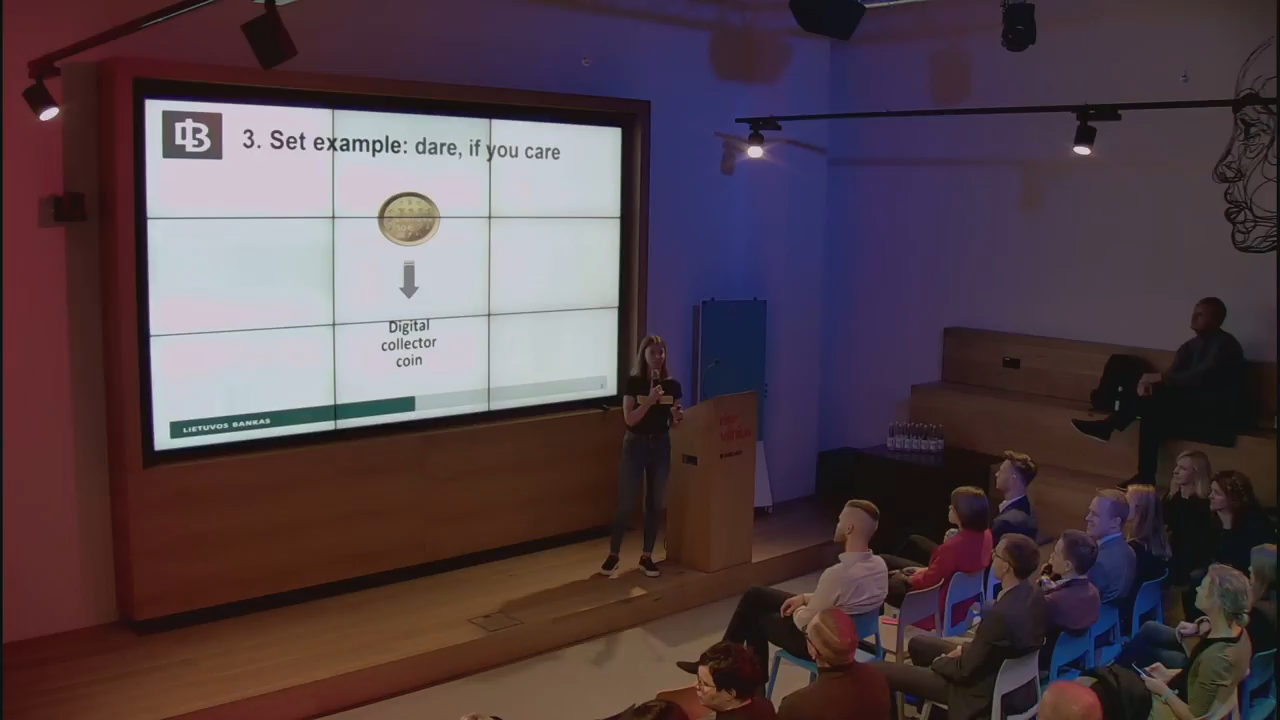 3. Set example: dare, if you care
Digital
collector
coin
LIETUVOS BANKAS